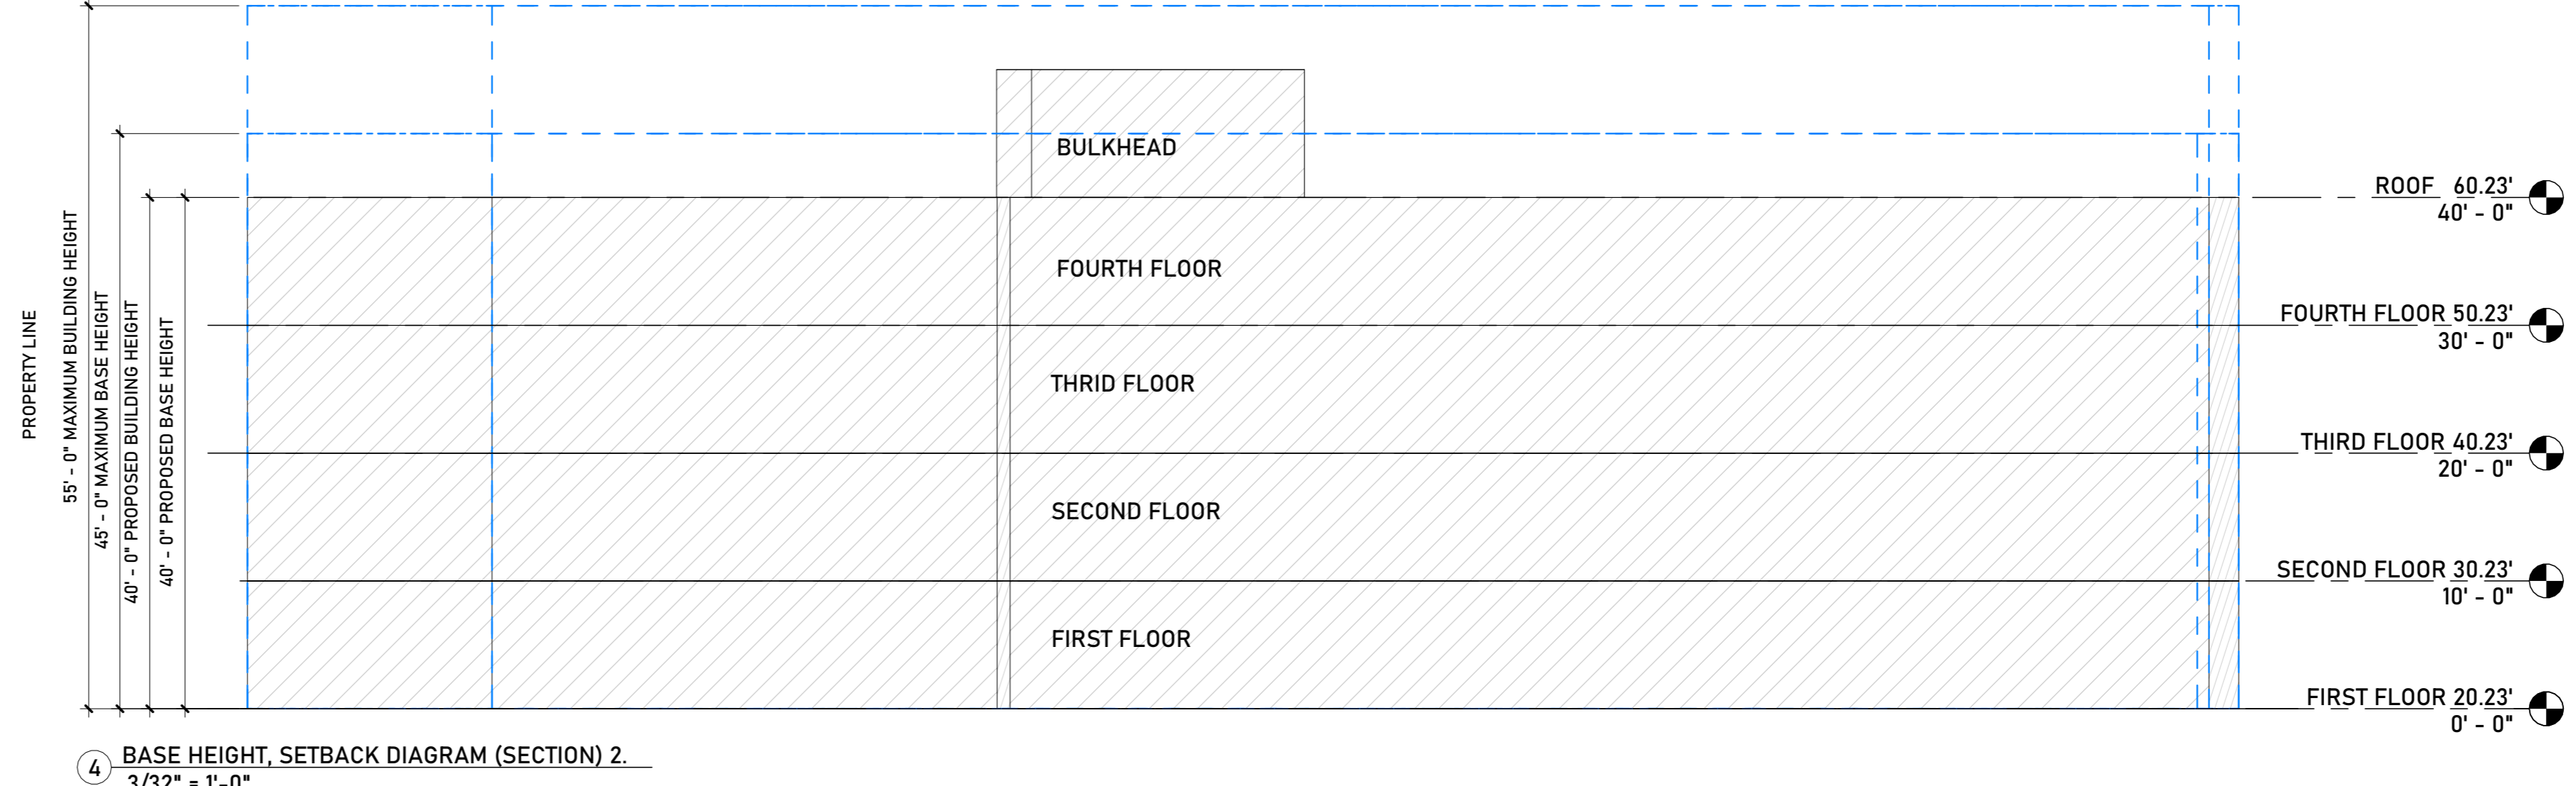 PROPERTY LINE
55' - 0" MAXIMUM BUILDING HEIGHT
45' - 0" MAXIMUM BASE HEIGHT
40' - 0" PROPOSED BUILDING HEIGHT
40' - 0" PROPOSED BASE HEIGHT
BULKHEAD
FOURTH FLOOR
THRID FLOOR
SECOND FLOOR
FIRST FLOOR
ROOF 60.23'
40' - 0"
FOURTH FLOOR 50.23'
30' - 0"
THIRD FLOOR 40.23'
20' - 0"
SECOND FLOOR 30.23'
10' - 0"
FIRST FLOOR 20.23'
0' - 0"
4 BASE HEIGHT, SETBACK DIAGRAM (SECTION) 2.
3/32" = 1'-0"